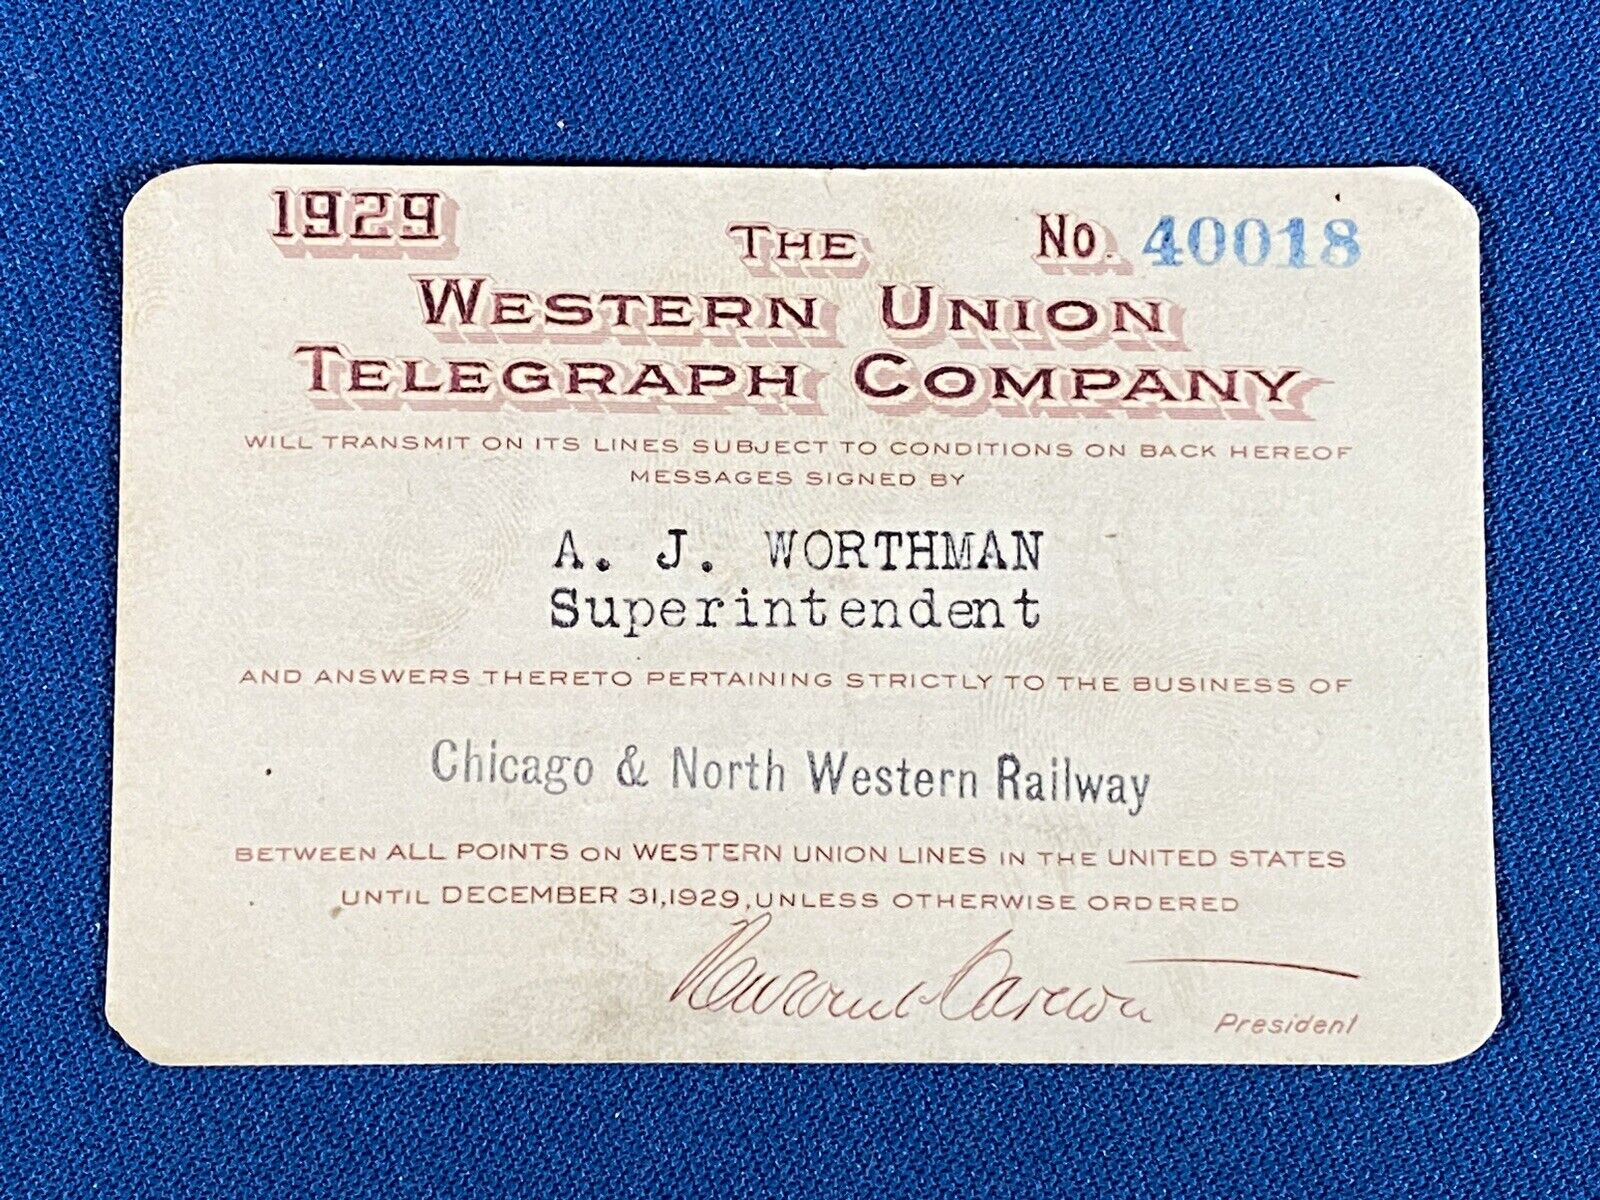 1929
THE
No. 40018
WESTERN UNION
TELEGRAPH COMPANY
WILL TRANSMIT ON ITS LINES SUBJECT TO CONDITIONS ON BACK HEREOF
MESSAGES SIGNED BY
A. J. WORTHMAN
Superintendent
AND ANSWERS THERETO PERTAINING STRICTLY TO THE BUSINESS OF
Chicago & North Western Railway
BETWEEN ALL POINTS ON WESTERN UNION LINES IN THE UNITED STATES
UNTIL DECEMBER 31, 1929, UNLESS OTHERWISE ORDERED
Newcomb Carlton
President